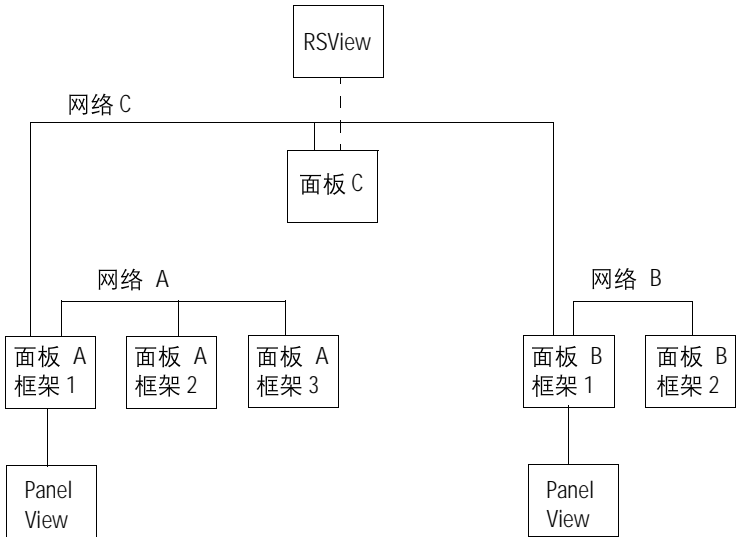 RSView
网络 C
面板 C
网络 A
网络 B
面板 A
框架 1
面板 A
框架 2
面板 A
框架 3
面板 B
框架 1
面板 B
框架 2
Panel
View
Panel
View